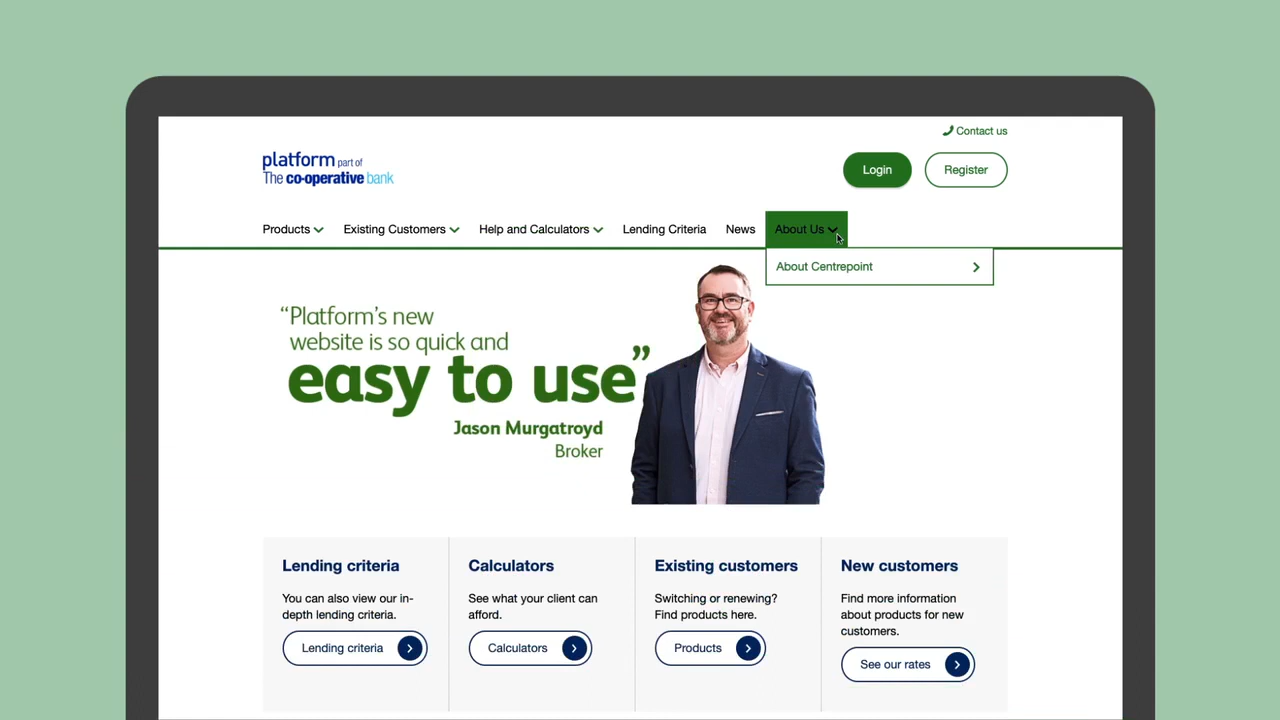 Contact us
platform part of
The co-operative bank
Login
Register
Products
Existing Customers
Help and Calculators
Lending Criteria
News
About Us
About Centrepoint
“Platform’s new
website is so quick and
easy to use”
Jason Murgatroyd
Broker
Lending criteria
You can also view our in-
depth lending criteria.
Lending criteria
Calculators
See what your client can
afford.
Calculators
Existing customers
Switching or renewing?
Find products here.
Products
New customers
Find more information
about products for new
customers.
See our rates